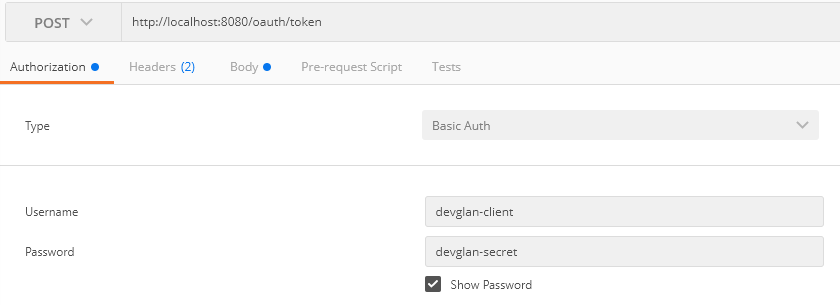 POST http://localhost:8080/oauth/token
Authorization Headers (2) Body Pre-request Script Tests
Type Basic Auth
Username devglan-client
Password devglan-secret
Show Password